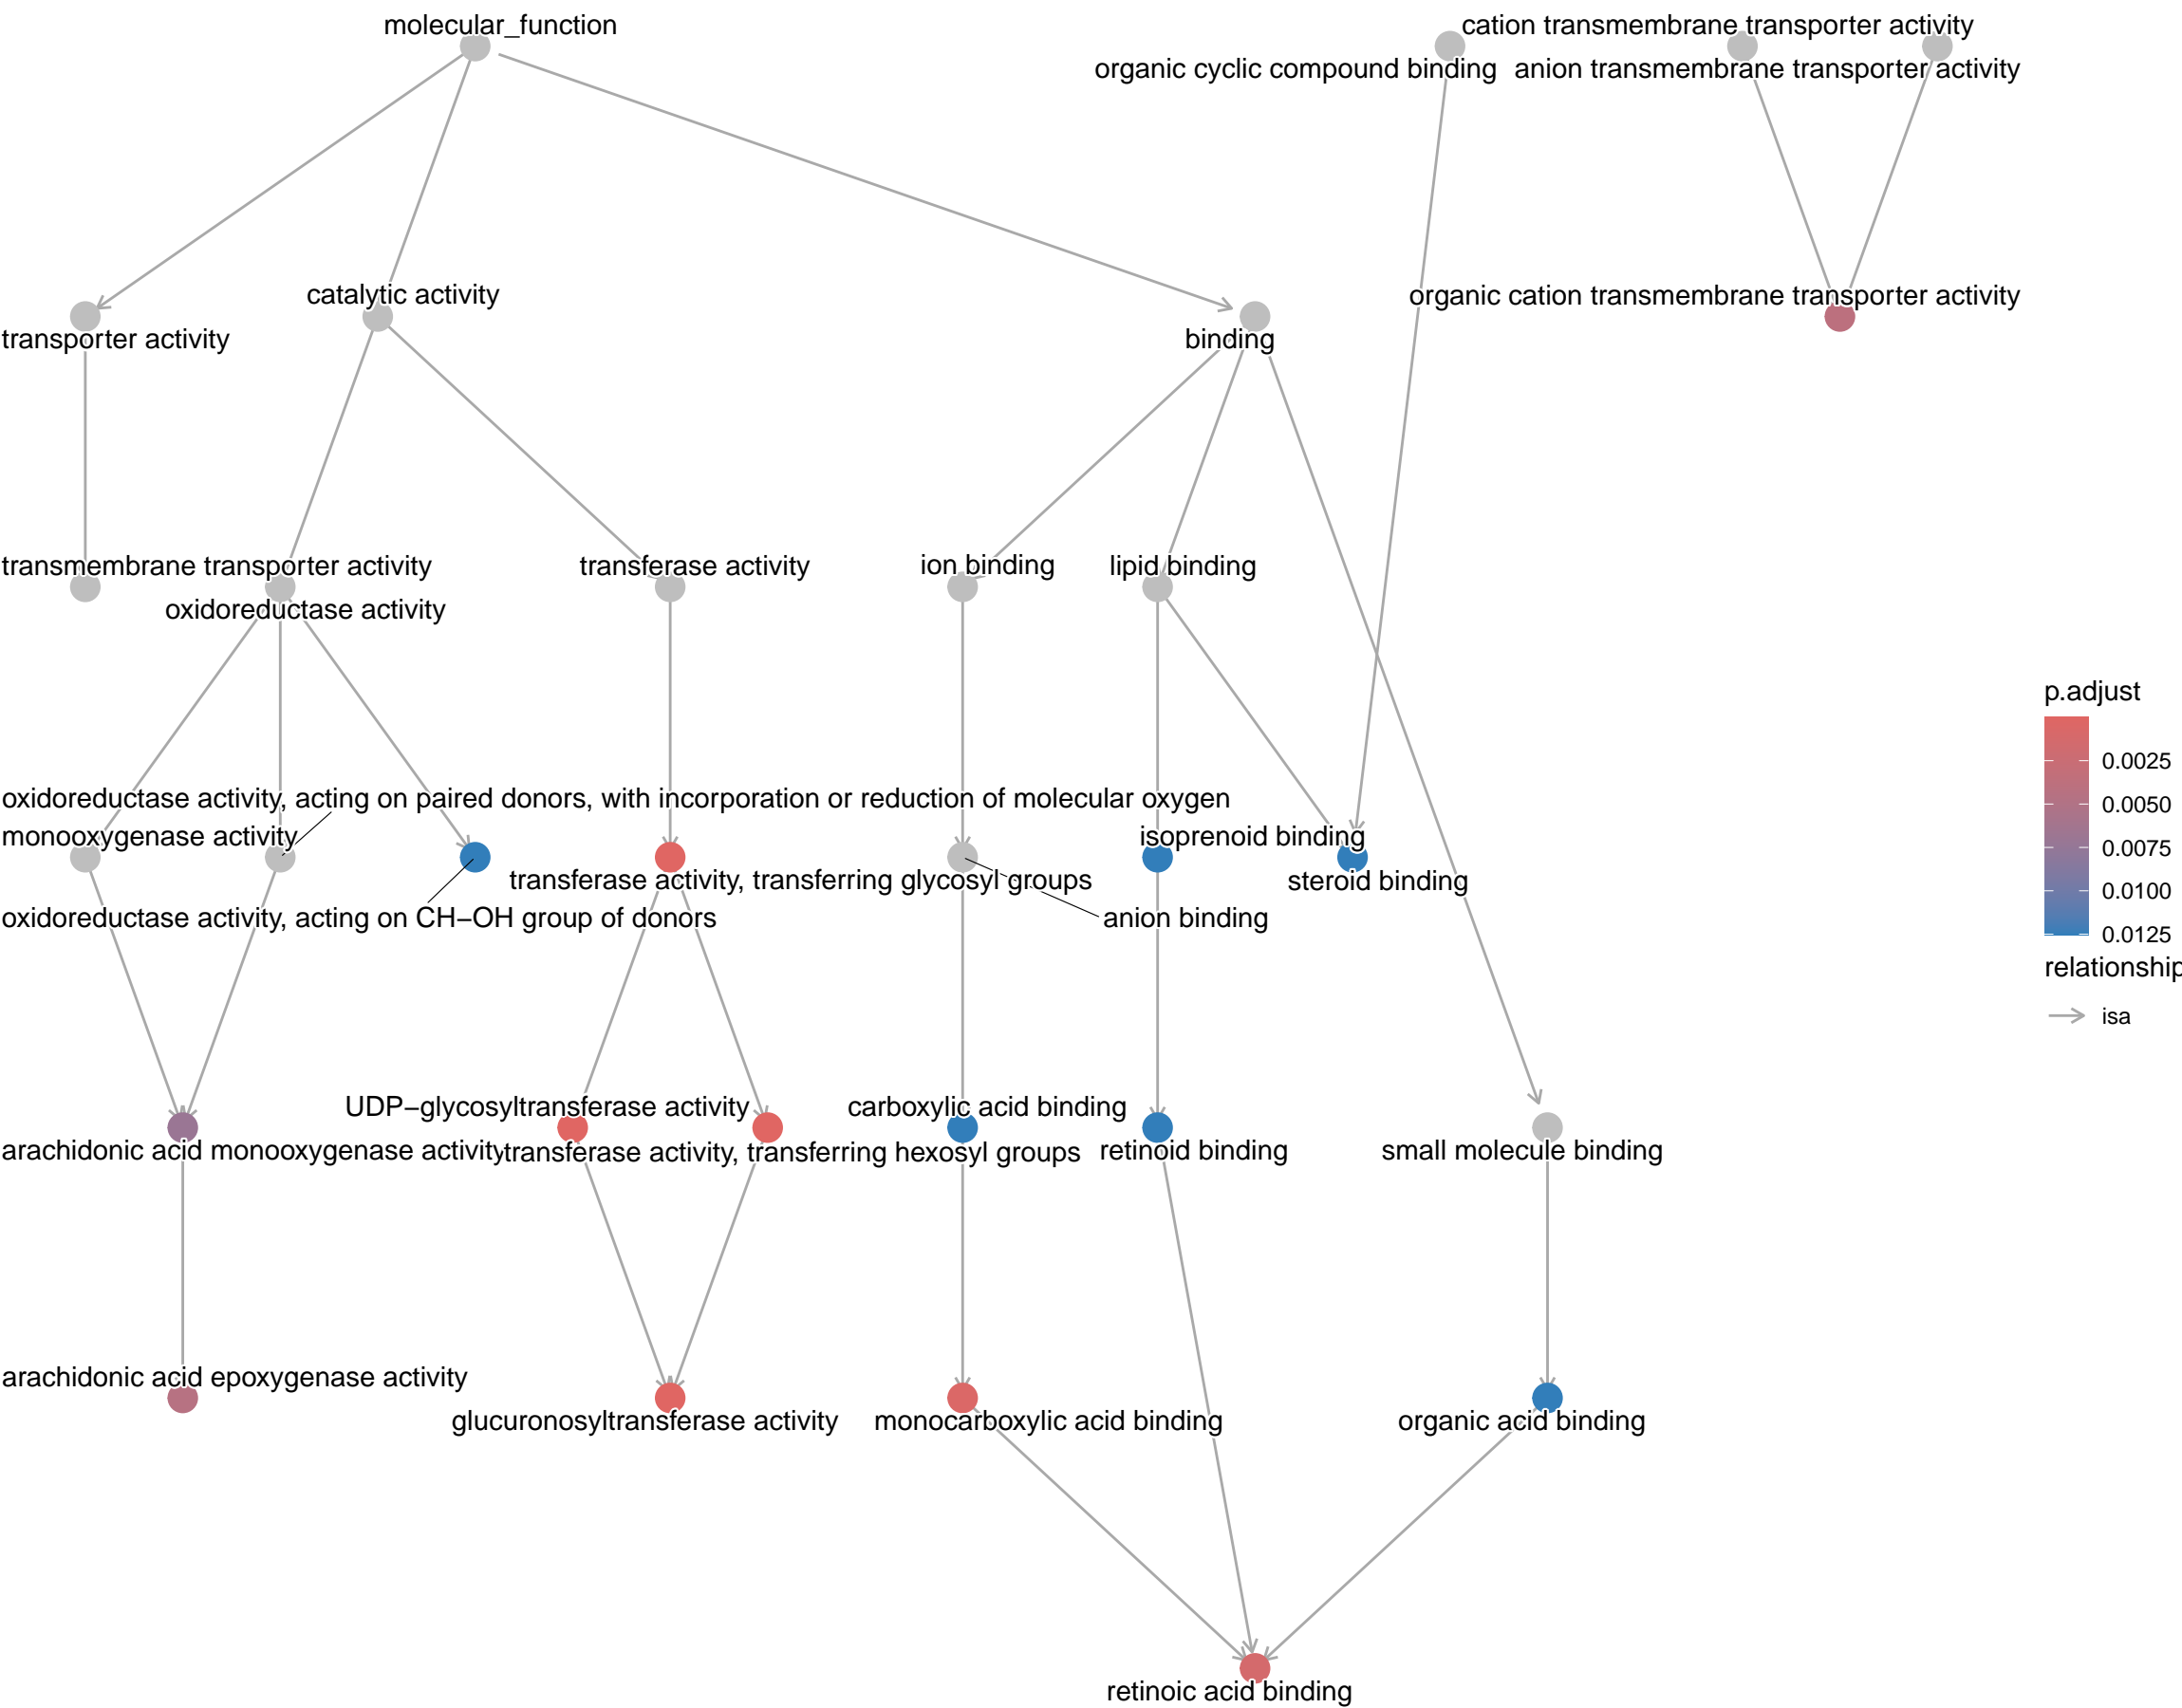 molecular_function
cation transmembrane transporter activity
organic cyclic compound binding
anion transmembrane transporter activity
catalytic activity
organic cation transmembrane transporter activity
transporter activity
binding
transmembrane transporter activity
transferase activity
ion binding
lipid binding
oxidoreductase activity
p.adjust
0.0025
0.0050
0.0075
0.0100
0.0125
relationship
isa
oxidoreductase activity, acting on paired donors, with incorporation or reduction of molecular oxygen
monooxygenase activity
isoprenoid binding
transferase activity, transferring glycosyl groups
steroid binding
oxidoreductase activity, acting on CH−OH group of donors
anion binding
UDP−glycosyltransferase activity
carboxylic acid binding
arachidonic acid monooxygenase activity
transferase activity, transferring hexosyl groups
retinoid binding
small molecule binding
arachidonic acid epoxygenase activity
glucuronosyltransferase activity
monocarboxylic acid binding
organic acid binding
retinoic acid binding